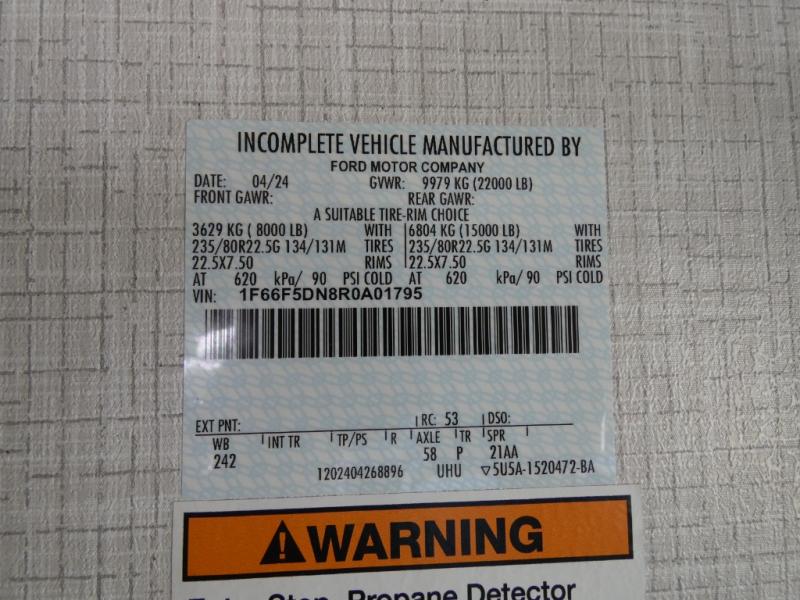 INCOMPLETE VEHICLE MANUFACTURED BY
FORD MOTOR COMPANY
DATE: 04/24 GVWR: 9979 KG (22000 LB)
FRONT GAWR: REAR GAWR:
A SUITABLE TIRE-RIM CHOICE
3629 KG ( 8000 LB) WITH 6804 KG (15000 LB) WITH
235/80R22.5G 134/131M TIRES 235/80R22.5G 134/131M TIRES
22.5X7.50 RIMS 22.5X7.50 RIMS
AT 620 kPa/ 90 PSI COLD AT 620 kPa/ 90 PSI COLD
VIN: 1F66F5DN8R0A01795
EXT PNT: RC: 53 DSO:
WB INT TR TP/PS R AXLE TR SPR
242 58 P 21AA
1202404268896 UHU ▽5U5A-1520472-BA
⚠WARNING
Stop, Propane Detector